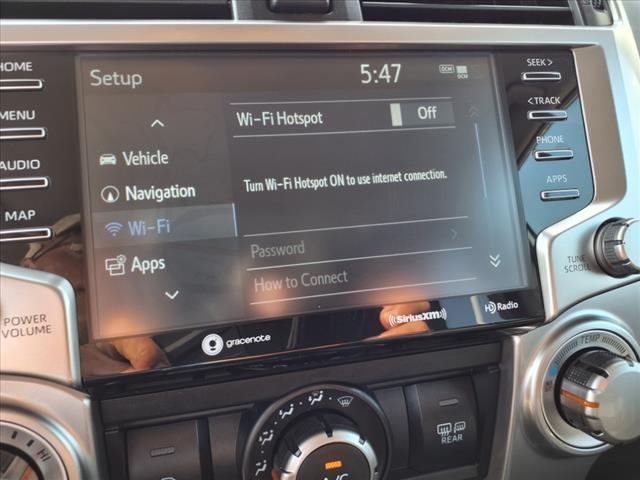 HOME
MENU
AUDIO
MAP
POWER
VOLUME
Setup
5:47
DCM
Wi-Fi Hotspot
Off
Vehicle
Navigation
Wi-Fi
Apps
Turn Wi-Fi Hotspot ON to use internet connection.
Password
How to Connect
gracenote
SiriusXM
HD Radio
SEEK >
< TRACK
PHONE
APPS
TUNE
SCROLL
TEMP
HI
A/C
REAR